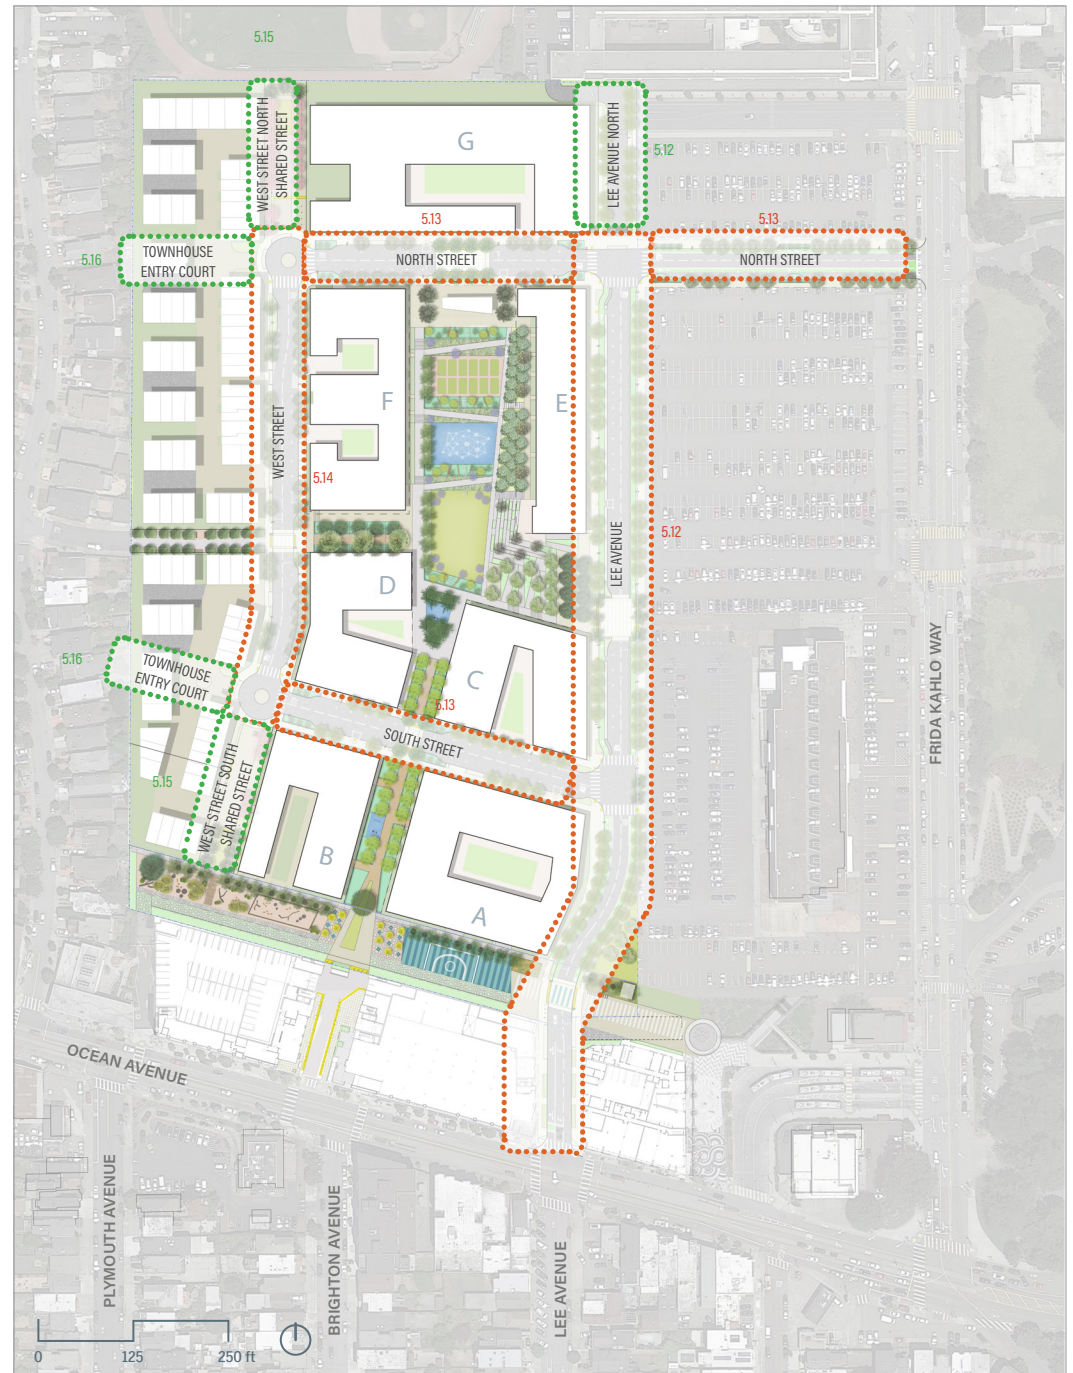 5.15
WEST STREET NORTH
SHARED STREET
G
LEE AVENUE NORTH
5.12
5.13
5.13
5.16
TOWNHOUSE
ENTRY COURT
NORTH STREET
NORTH STREET
F
E
WEST STREET
5.14
LEE AVENUE
5.12
D
5.16
TOWNHOUSE
ENTRY COURT
C
5.13
SOUTH STREET
FRIDA KAHLO WAY
5.15
WEST STREET SOUTH
SHARED STREET
B
A
OCEAN AVENUE
PLYMOUTH AVENUE
BRIGHTON AVENUE
LEE AVENUE
0
125
250 ft